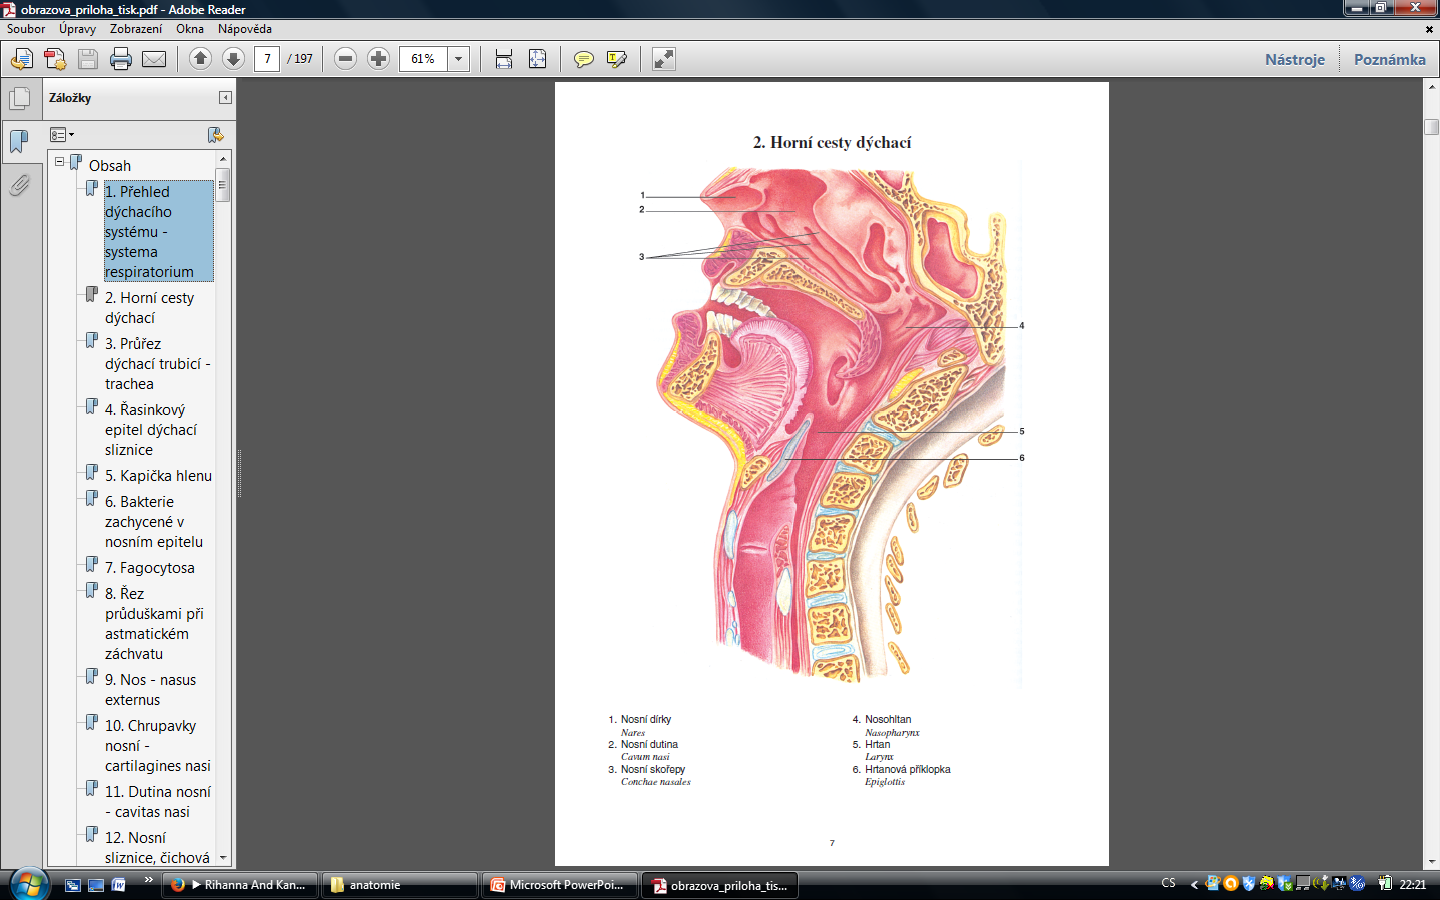 obrazova_priloha_tisk.pdf - Adobe Reader
Soubor Úpravy Zobrazení Okna Nápověda
7 / 197 61% Nástroje Poznámka
Záložky
Obsah
1. Přehled
dýchacího
systému -
systema
respiratorium
2. Horní cesty
dýchací
3. Průřez
dýchací trubicí -
trachea
4. Řasinkový
epitel dýchací
sliznice
5. Kapička hlenu
6. Bakterie
zachycené v
nosním epitelu
7. Fagocytosa
8. Řez
průduškami při
astmatickém
záchvatu
9. Nos - nasus
externus
10. Chrupavky
nosní -
cartilagines nasi
11. Dutina nosní
- cavitas nasi
12. Nosní
sliznice, čichová
2. Horní cesty dýchací
1
2
3
4
5
6
1. Nosní dírky
Nares
2. Nosní dutina
Cavum nasi
3. Nosní skořepy
Conchae nasales
4. Nosohltan
Nasopharynx
5. Hrtan
Larynx
6. Hrtanová příklopka
Epiglottis
7
Rihanna And Kan...
anatomie
Microsoft PowerPoi...
obrazova_priloha_tis...
CS
22:21